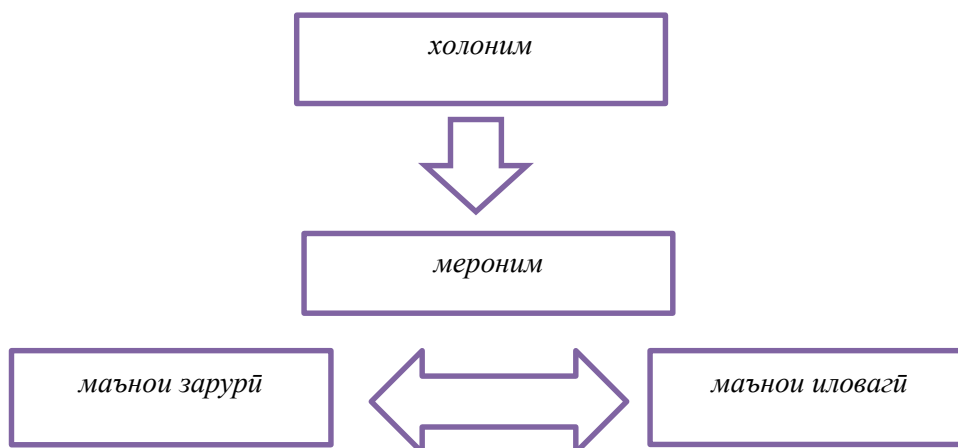 холоним
мероним
маънои зарурӣ
маънои иловагӣ